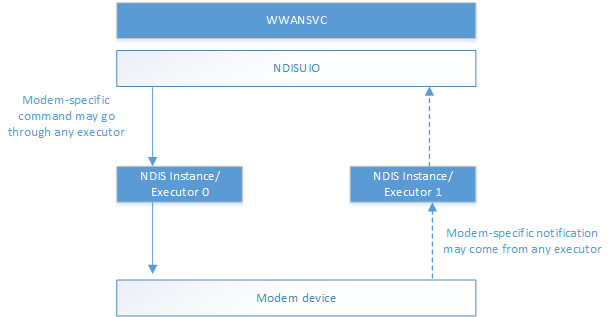 WWANSVC
NDISUIO
Modem-specific
command may go
through any executor
NDIS Instance/
Executor 0
NDIS Instance/
Executor 1
Modem-specific notification
may come from any executor
Modem device